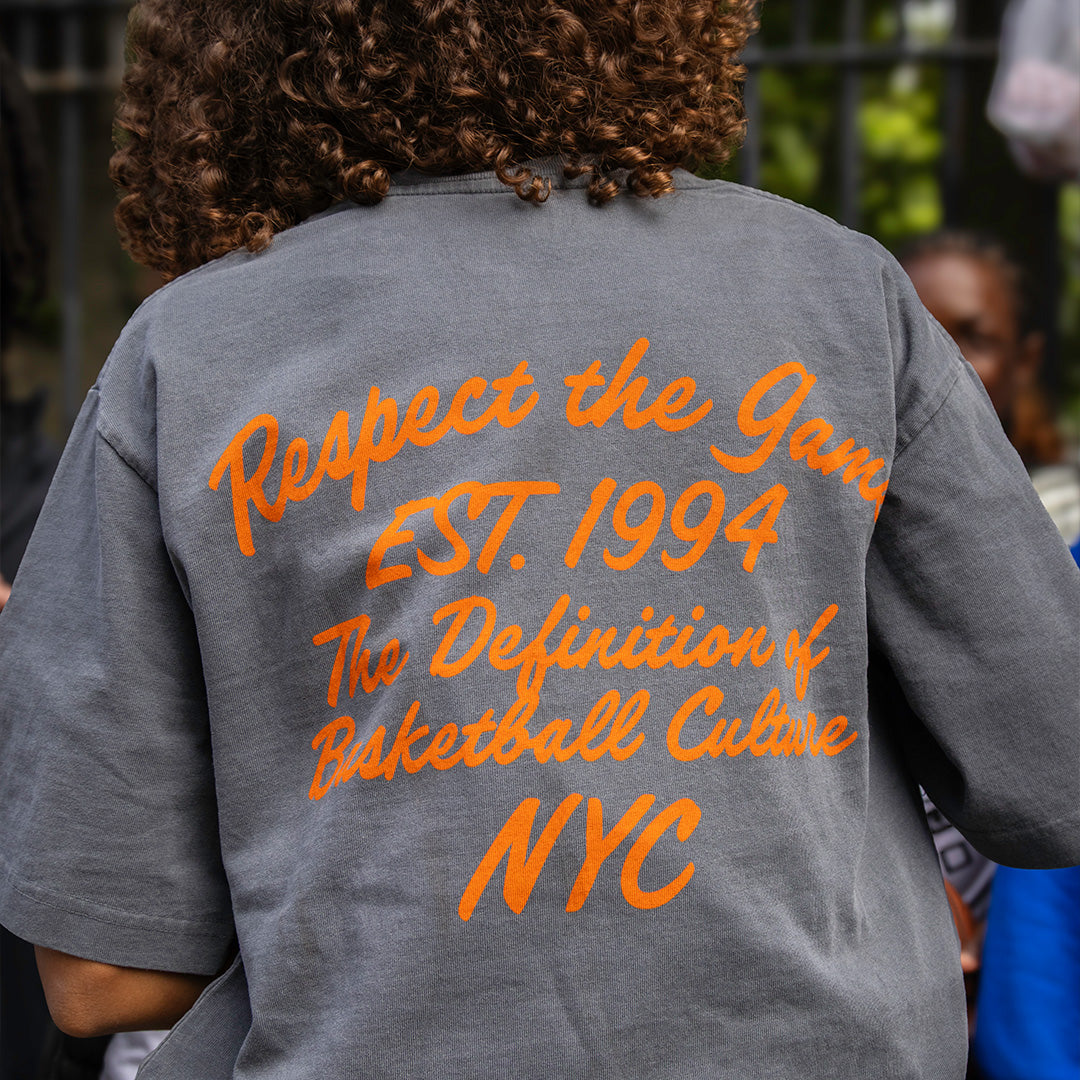 Respect the Game
EST. 1994
The Definition of
Basketball Culture
NYC